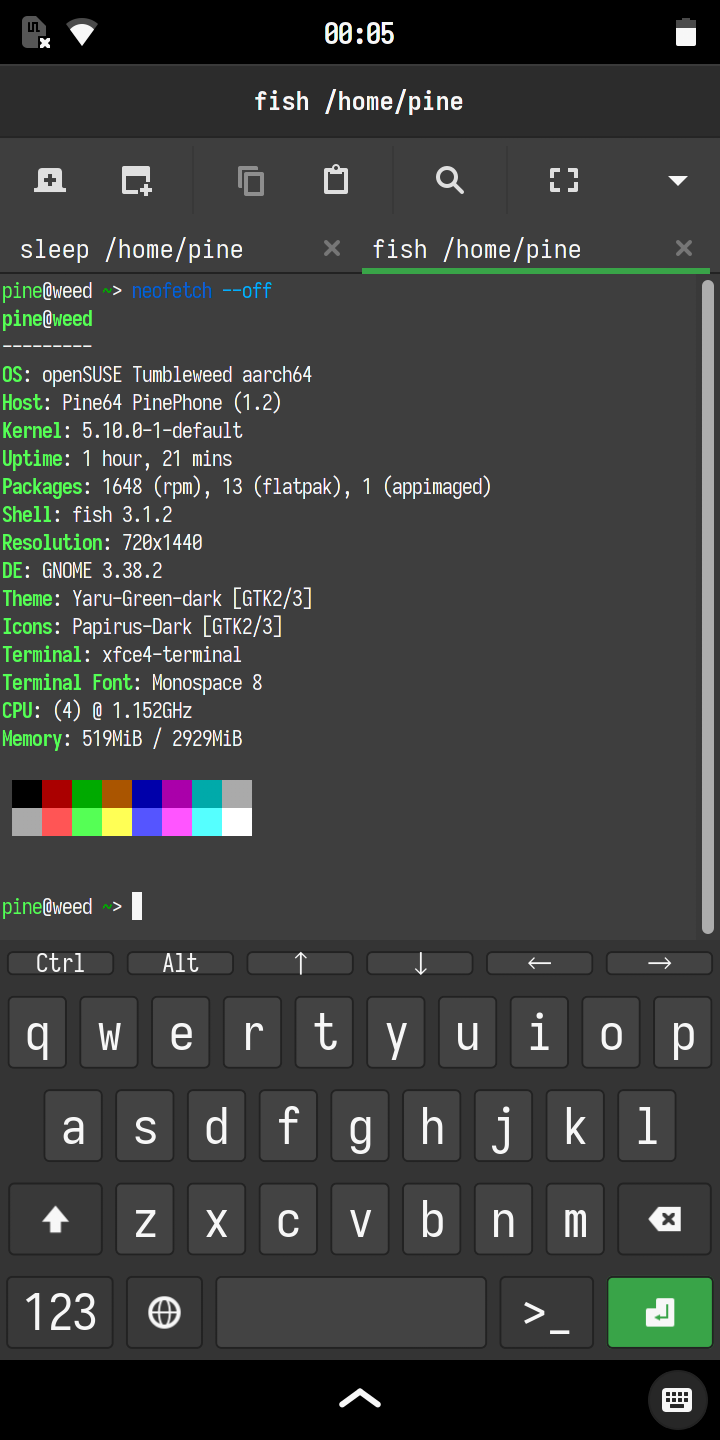 00:05
fish /home/pine
sleep /home/pine fish /home/pine
pine@weed ~> neofetch --off
pine@weed
---------
OS: openSUSE Tumbleweed aarch64
Host: Pine64 PinePhone (1.2)
Kernel: 5.10.0-1-default
Uptime: 1 hour, 21 mins
Packages: 1648 (rpm), 13 (flatpak), 1 (appimaged)
Shell: fish 3.1.2
Resolution: 720x1440
DE: GNOME 3.38.2
Theme: Yaru-Green-dark [GTK2/3]
Icons: Papirus-Dark [GTK2/3]
Terminal: xfce4-terminal
Terminal Font: Monospace 8
CPU: (4) @ 1.152GHz
Memory: 519MiB / 2929MiB
pine@weed ~>
Ctrl Alt ↑ ↓ ← →
q w e r t y u i o p
a s d f g h j k l
z x c v b n m
123 >_